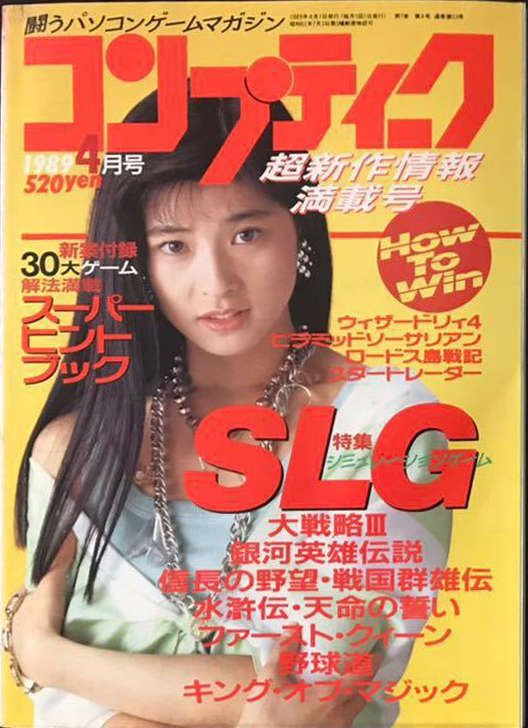 闘うパソコンゲームマガジン
コンプティーク
1989 4月号
520yen
超新作情報
満載号
新案付録
30大ゲーム
解法満載
スーパー
ヒント
ブック
How
To
Win
ウィザードリィ4
ピラミッドソーサリアン
ロードス島戦記
スタートレーダー
特集
シミュレーションゲーム
SLG
大戦略III
銀河英雄伝説
信長の野望・戦国群雄伝
水滸伝・天命の誓い
ファースト・クィーン
野球道
キング・オブ・マジック